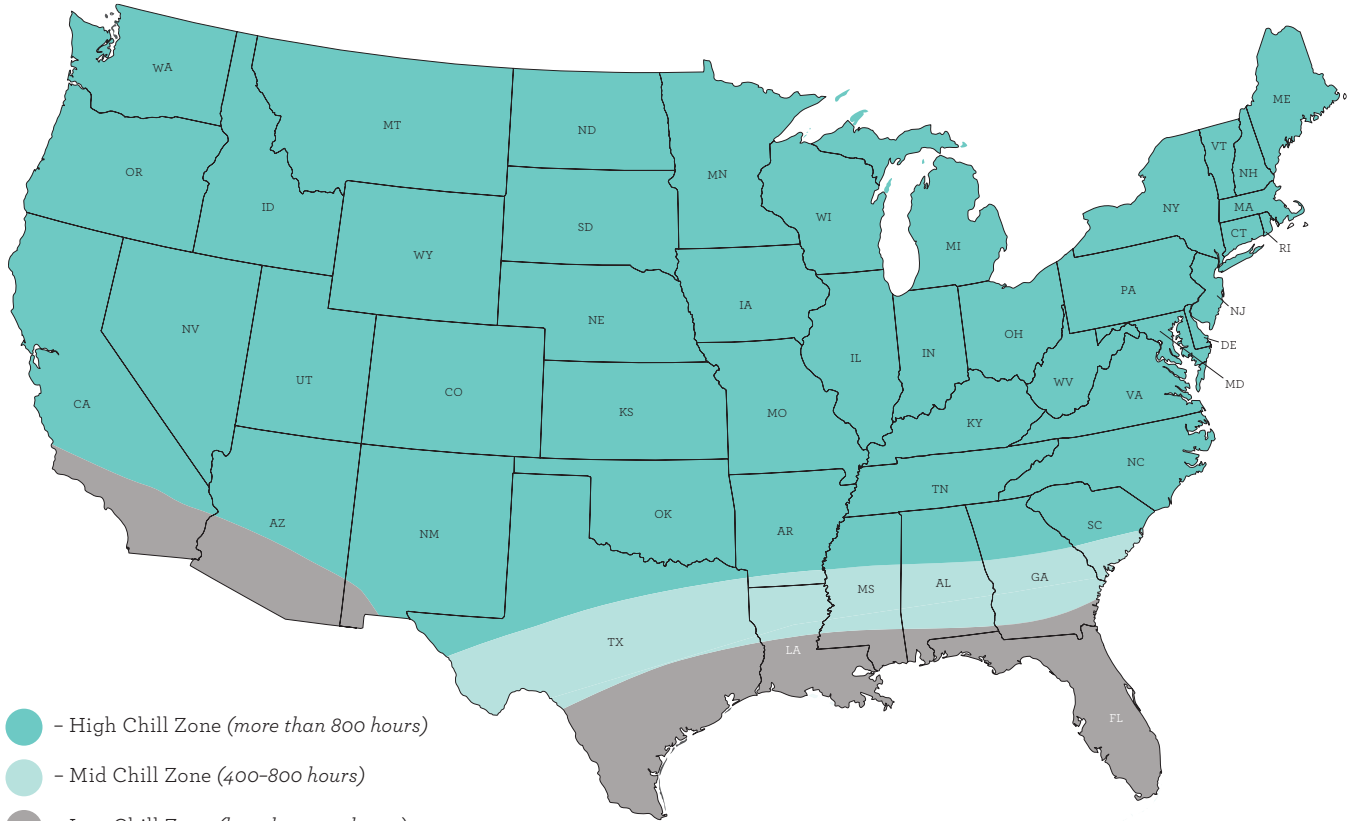 WA
MT
ND
MN
OR
ID
WY
SD
WI
MI
NY
VT
NH
ME
MA
CT
RI
NV
UT
CO
NE
IA
IL
IN
OH
PA
NJ
DE
MD
CA
KS
MO
KY
WV
VA
AZ
NM
OK
AR
TN
NC
SC
TX
MS
AL
GA
LA
FL
– High Chill Zone (more than 800 hours)
– Mid Chill Zone (400–800 hours)